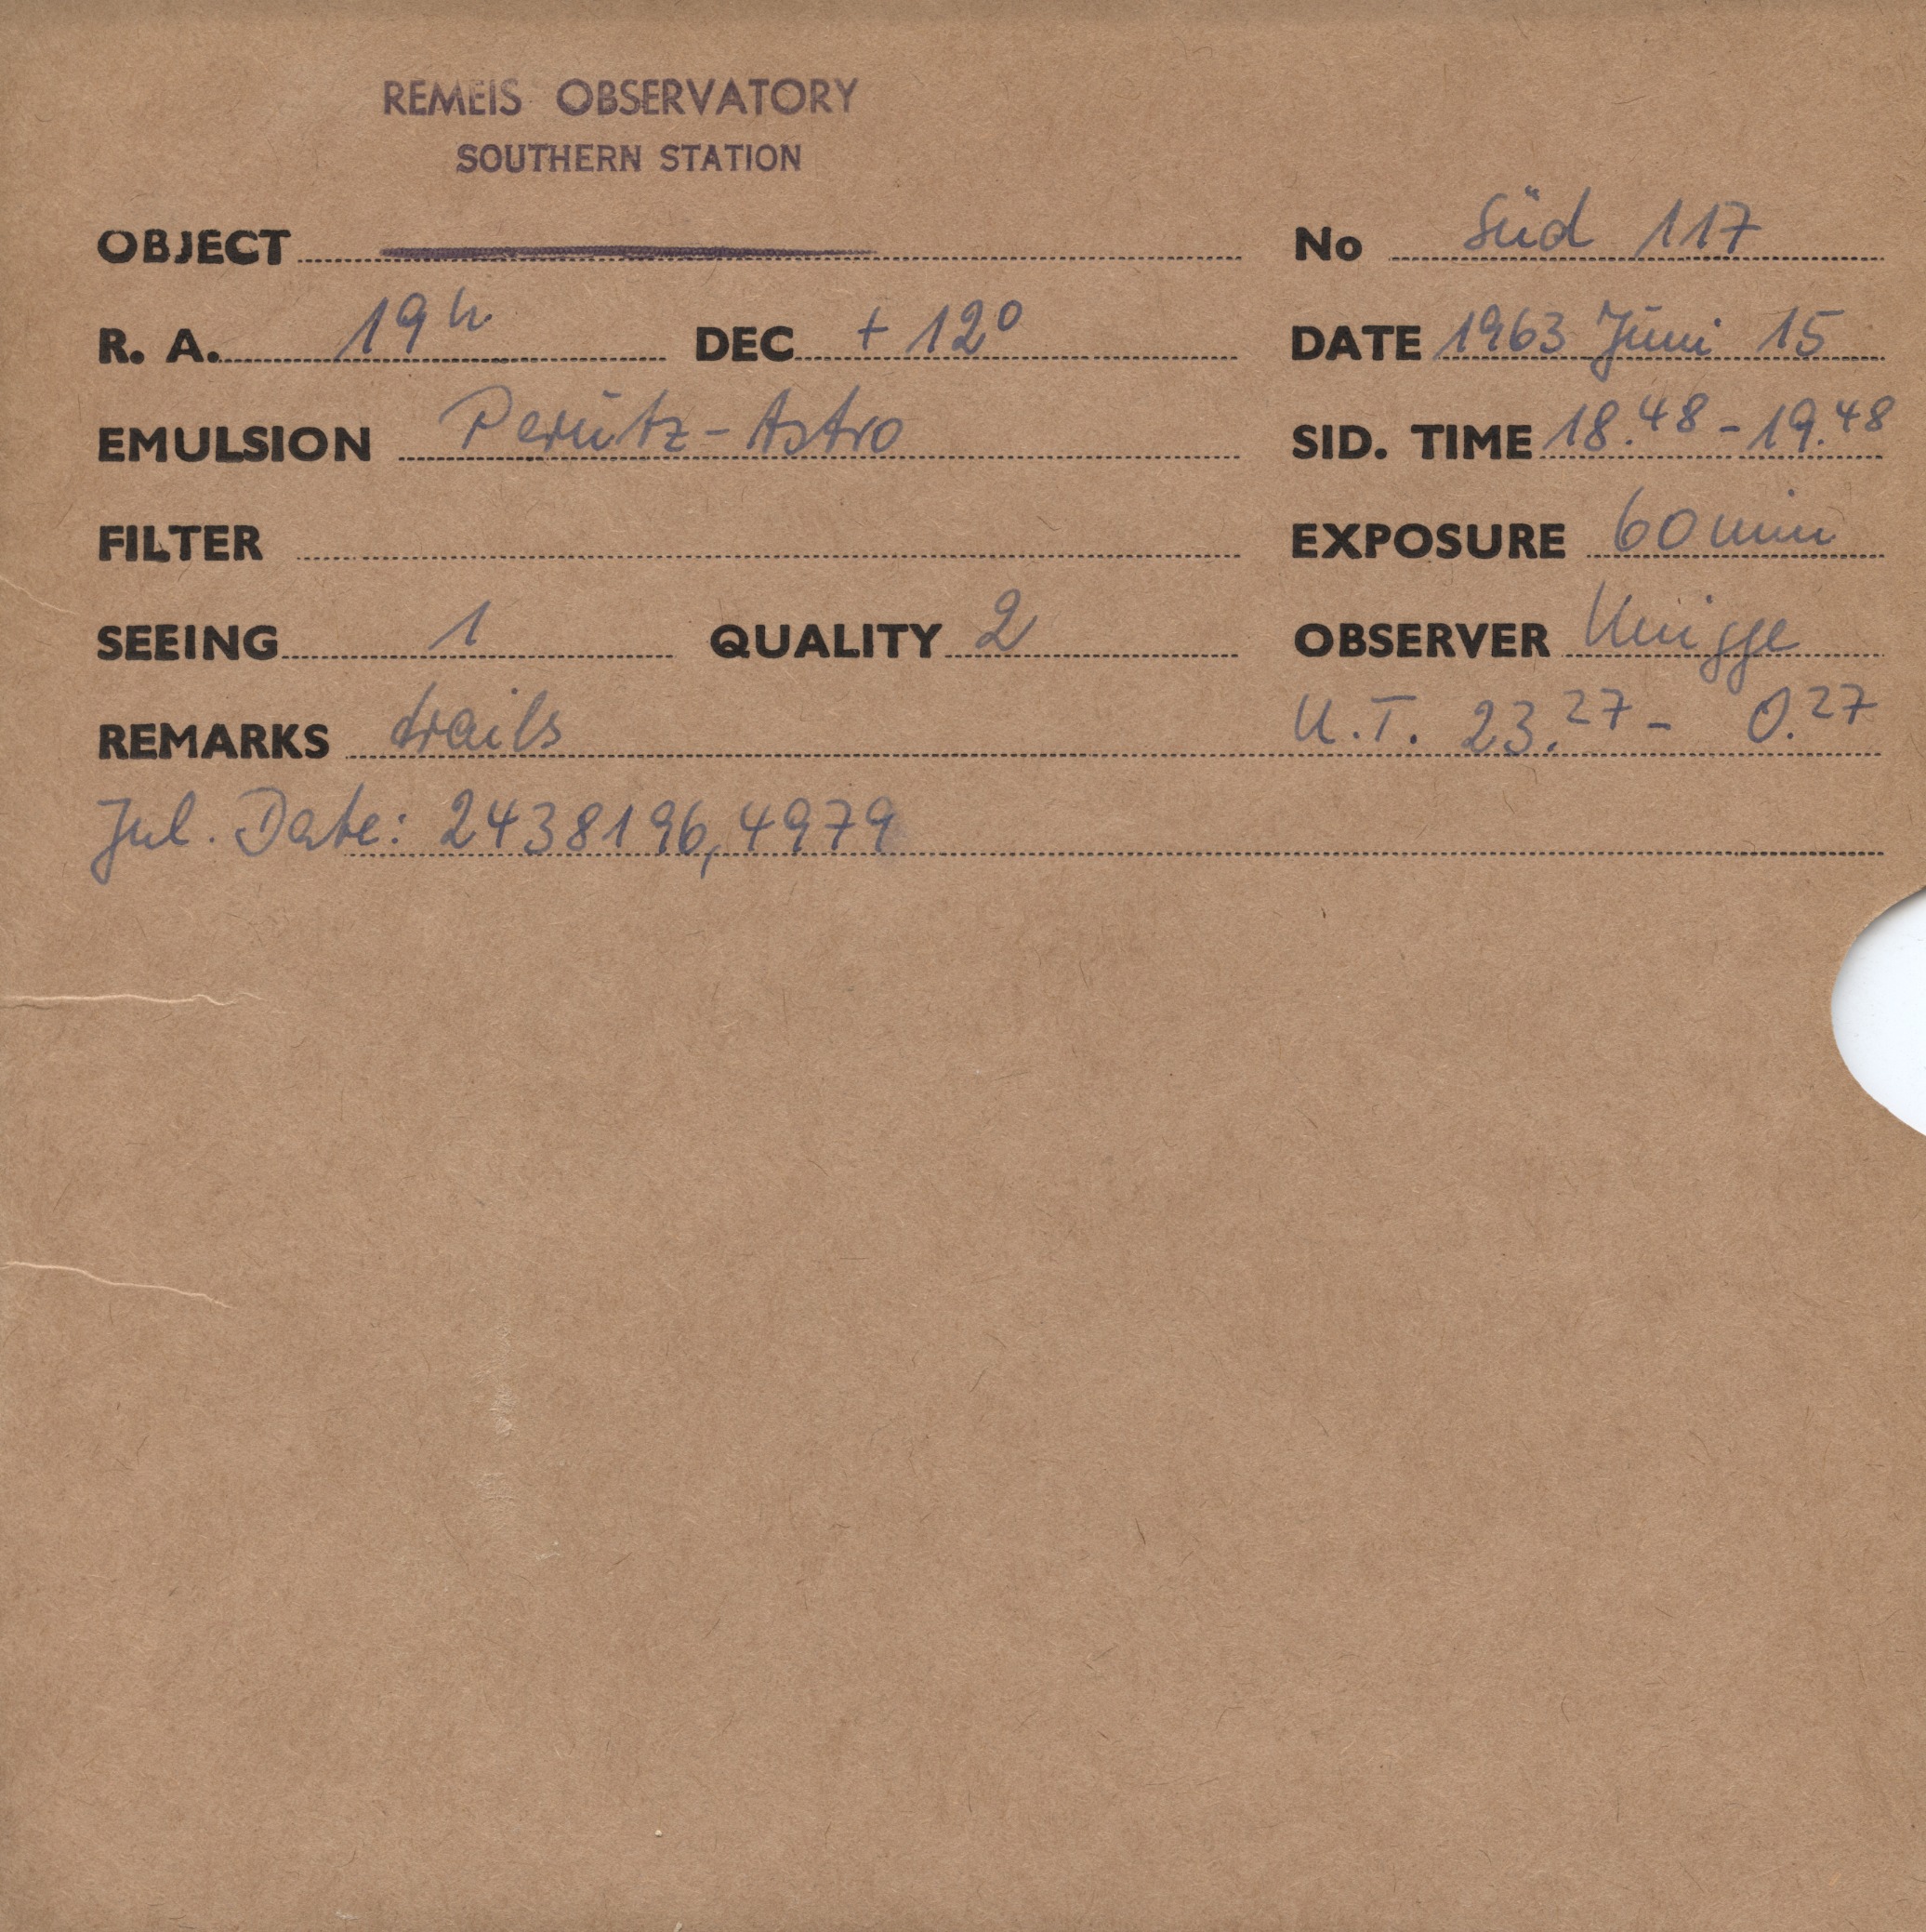 REMEIS OBSERVATORY
SOUTHERN STATION
OBJECT No Süd 117
R. A. 19h DEC + 12° DATE 1963 Juni 15
EMULSION Perutz-Astro SID. TIME 18.48 - 19.48
FILTER EXPOSURE 60 min
SEEING 1 QUALITY 2 OBSERVER Knigge
REMARKS trails U.T. 23.27 - 0.27
Jul. Date: 2438196,4979